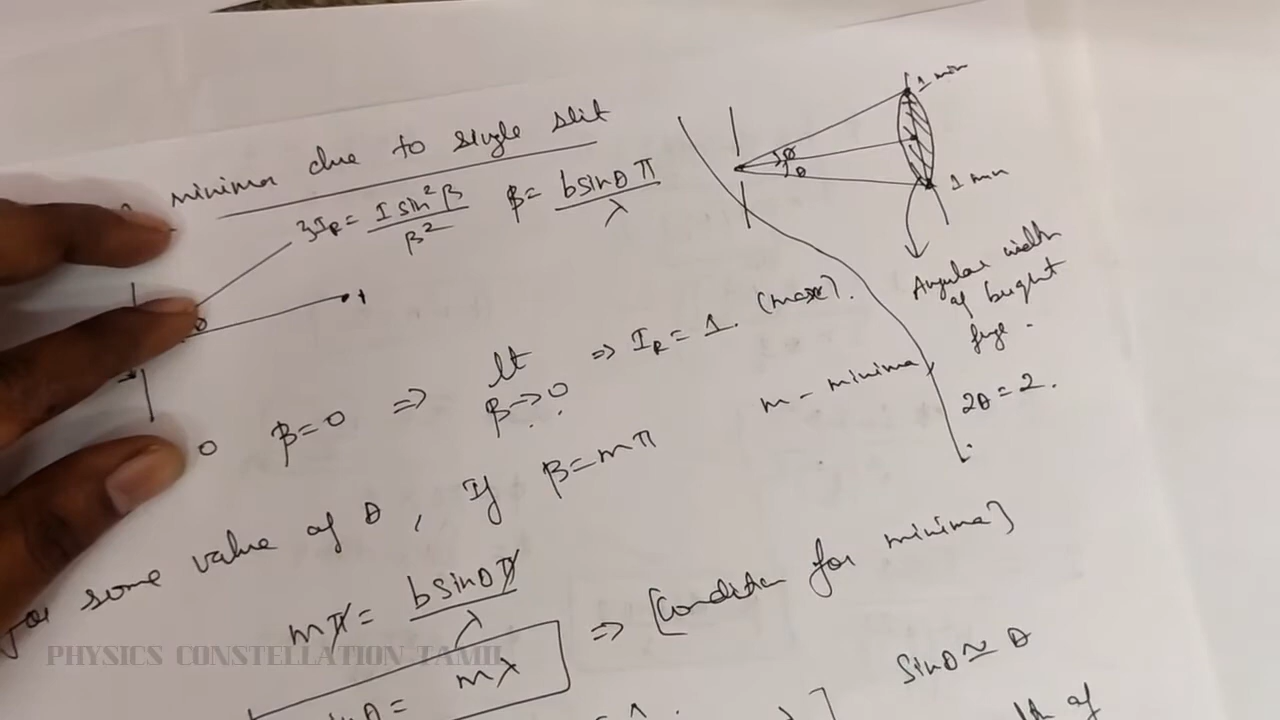 minima due to single slit
I_R = I sin²β / β²   β = b sinθ π / λ
θ
0   β=0   ⇒   lt β→0   ⇒ I_R = 1. (max).
some value of θ, If β=mπ
m - minima
mπ = b sinθ π / λ
⇒ [Condition for minima]
mλ
sinθ ≃ θ
1 min
θ
θ
1 min
Angular width
of bright
2θ = 2.
PHYSICS CONSTELLATION TAMIL